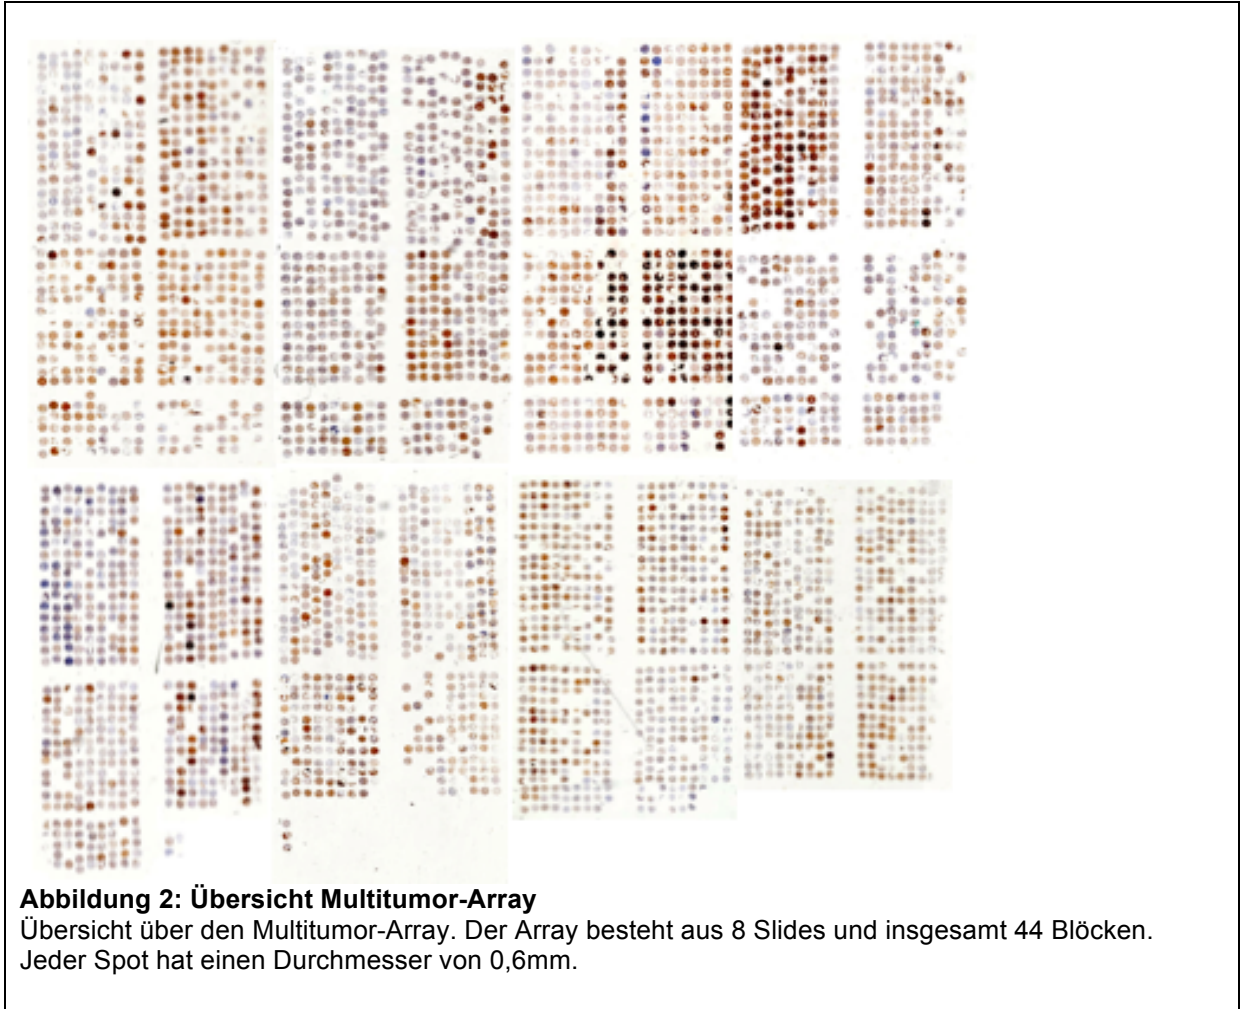 Abbildung 2: Übersicht Multitumor-Array
Übersicht über den Multitumor-Array. Der Array besteht aus 8 Slides und insgesamt 44 Blöcken.
Jeder Spot hat einen Durchmesser von 0,6mm.